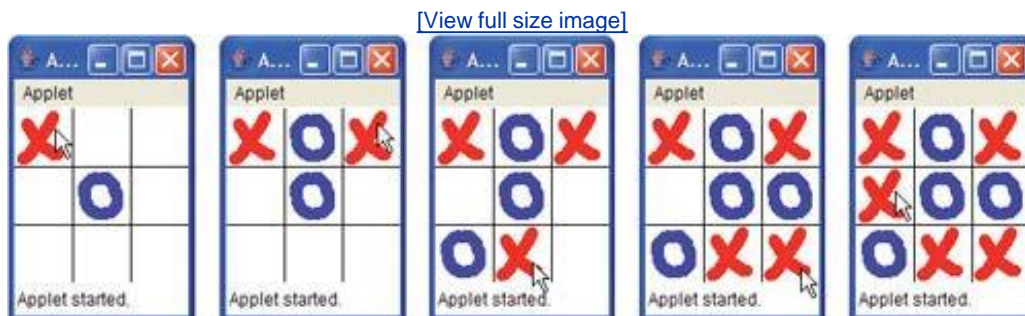 [View full size image]
A...
A...
A...
A...
A...
Applet
Applet
Applet
Applet
Applet
X
X O X
X O X
X O X
X O X
O
O
O
O O
X O O
O X
O X X
O X X
Applet started.
Applet started.
Applet started.
Applet started.
Applet started.